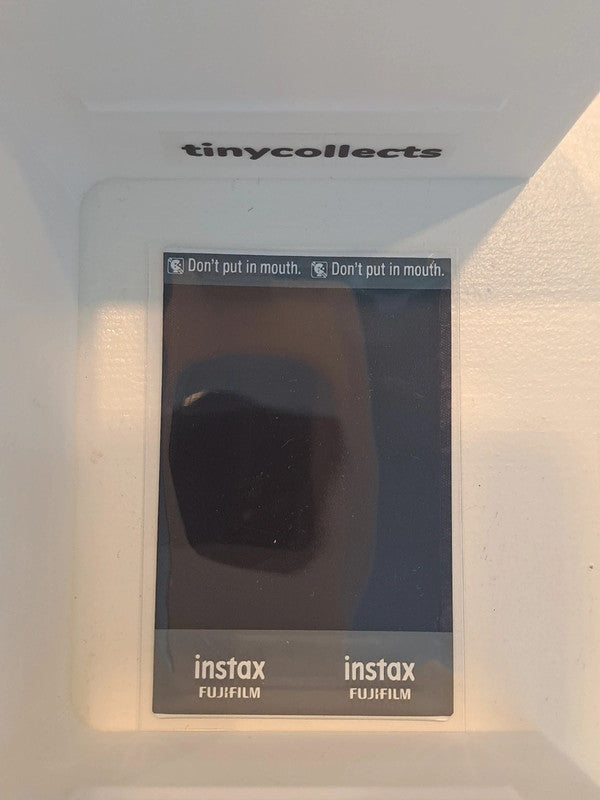 tinycollects
Don't put in mouth. Don't put in mouth.
instax instax
FUJIFILM FUJIFILM